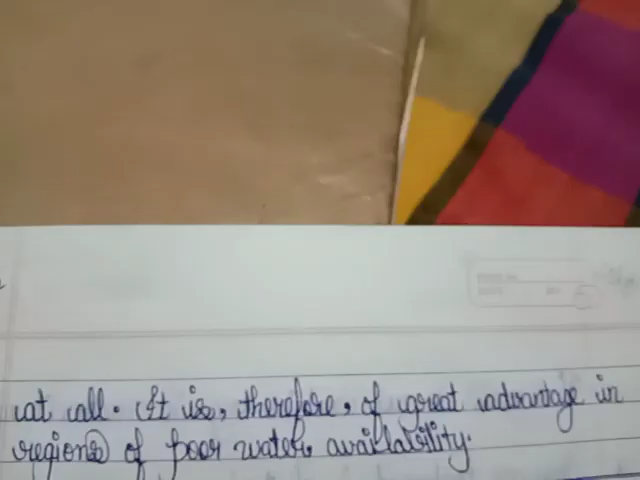 at all. It is, therefore, of great advantage in
regions of poor water availability.